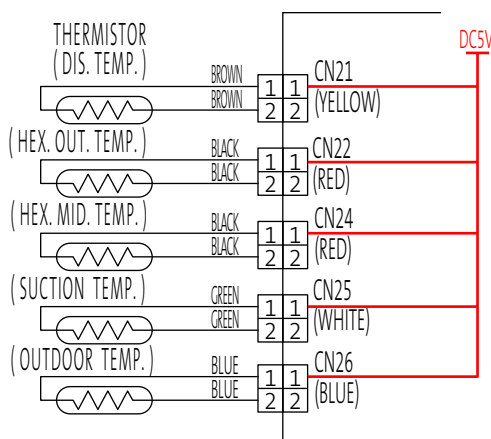 THERMISTOR
DC5V
( DIS. TEMP. )
BROWN 1 1 CN21
BROWN 2 2 (YELLOW)
( HEX. OUT. TEMP. )
BLACK 1 1 CN22
BLACK 2 2 (RED)
( HEX. MID. TEMP. )
BLACK 1 1 CN24
BLACK 2 2 (RED)
( SUCTION TEMP. )
GREEN 1 1 CN25
GREEN 2 2 (WHITE)
( OUTDOOR TEMP. )
BLUE 1 1 CN26
BLUE 2 2 (BLUE)